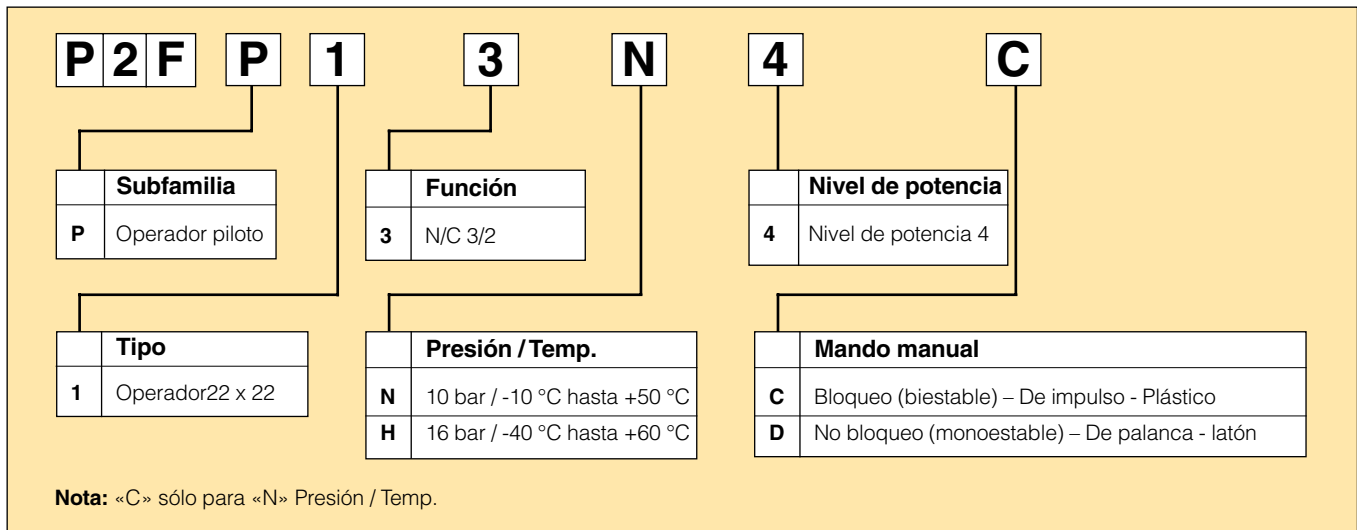 P2F P 1 3 N 4 C
Subfamilia
P Operador piloto
Función
3 N/C 3/2
Nivel de potencia
4 Nivel de potencia 4
Tipo
1 Operador22 x 22
Presión / Temp.
N 10 bar / -10 °C hasta +50 °C
H 16 bar / -40 °C hasta +60 °C
Mando manual
C Bloqueo (biestable) – De impulso - Plástico
D No bloqueo (monoestable) – De palanca - latón
Nota: «C» sólo para «N» Presión / Temp.